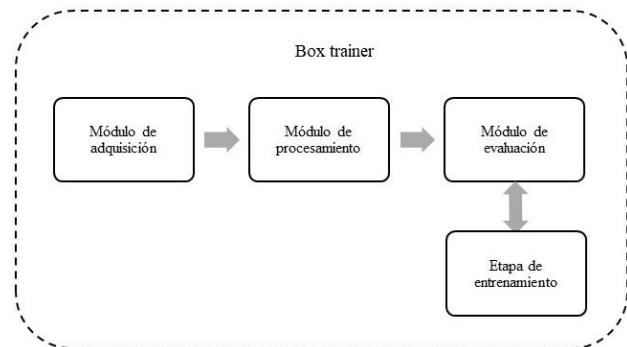 Box trainer
Módulo de
adquisición
Módulo de
procesamiento
Módulo de
evaluación
Etapa de
entrenamiento